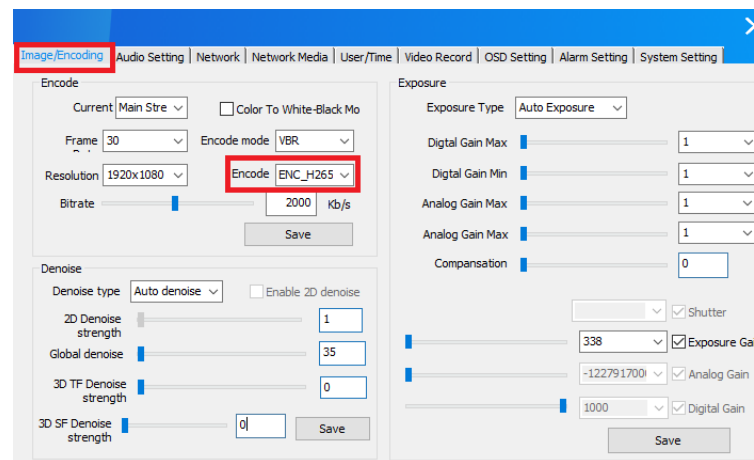 Image/Encoding Audio Setting Network Network Media User/Time Video Record OSD Setting Alarm Setting System Setting
Encode
Current Main Stre Color To White-Black Mo
Frame 30 Encode mode VBR
Resolution 1920x1080 Encode ENC_H265
Bitrate 2000 Kb/s
Save
Denoise
Denoise type Auto denoise Enable 2D denoise
2D Denoise strength 1
Global denoise 35
3D TF Denoise strength 0
3D SF Denoise strength 0 Save
Exposure
Exposure Type Auto Exposure
Digtal Gain Max 1
Digtal Gain Min 1
Analog Gain Max 1
Analog Gain Max 1
Compansation 0
Shutter
338 Exposure Gai
Analog Gain
1000 Digital Gain
Save